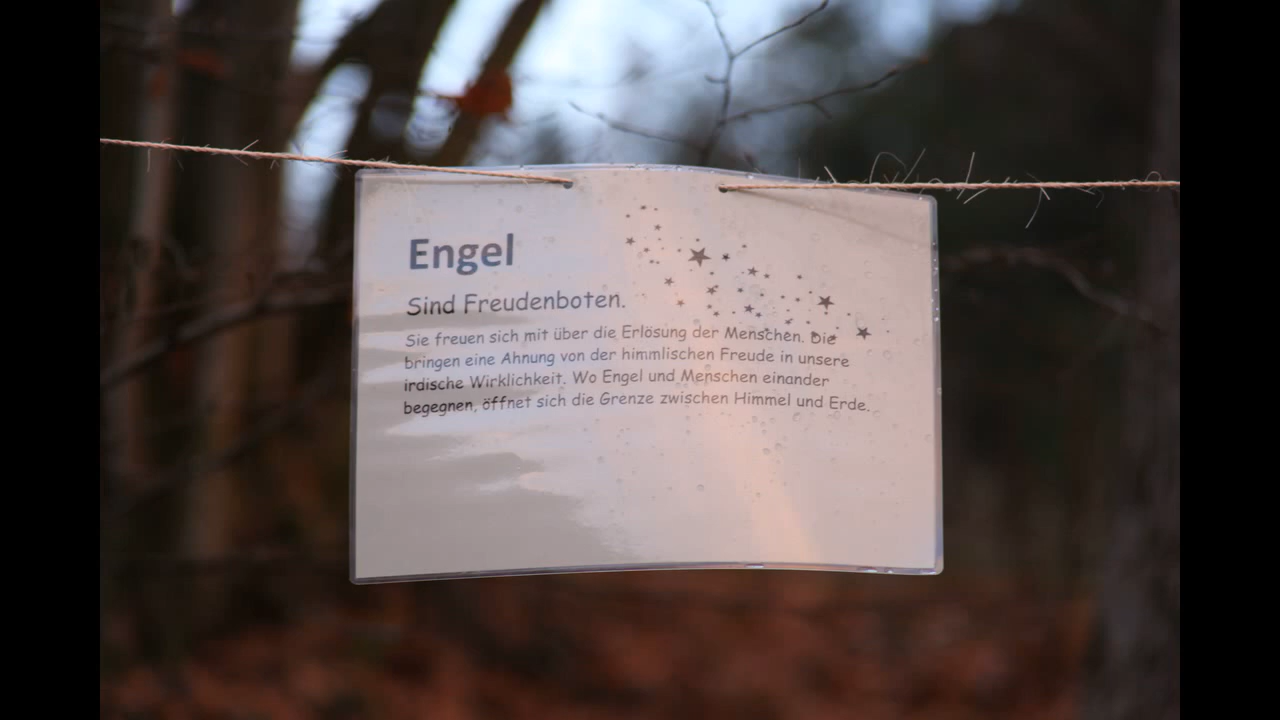 Engel
Sind Freudenboten.
Sie freuen sich mit über die Erlösung der Menschen. Die
bringen eine Ahnung von der himmlischen Freude in unsere
irdische Wirklichkeit. Wo Engel und Menschen einander
begegnen, öffnet sich die Grenze zwischen Himmel und Erde.